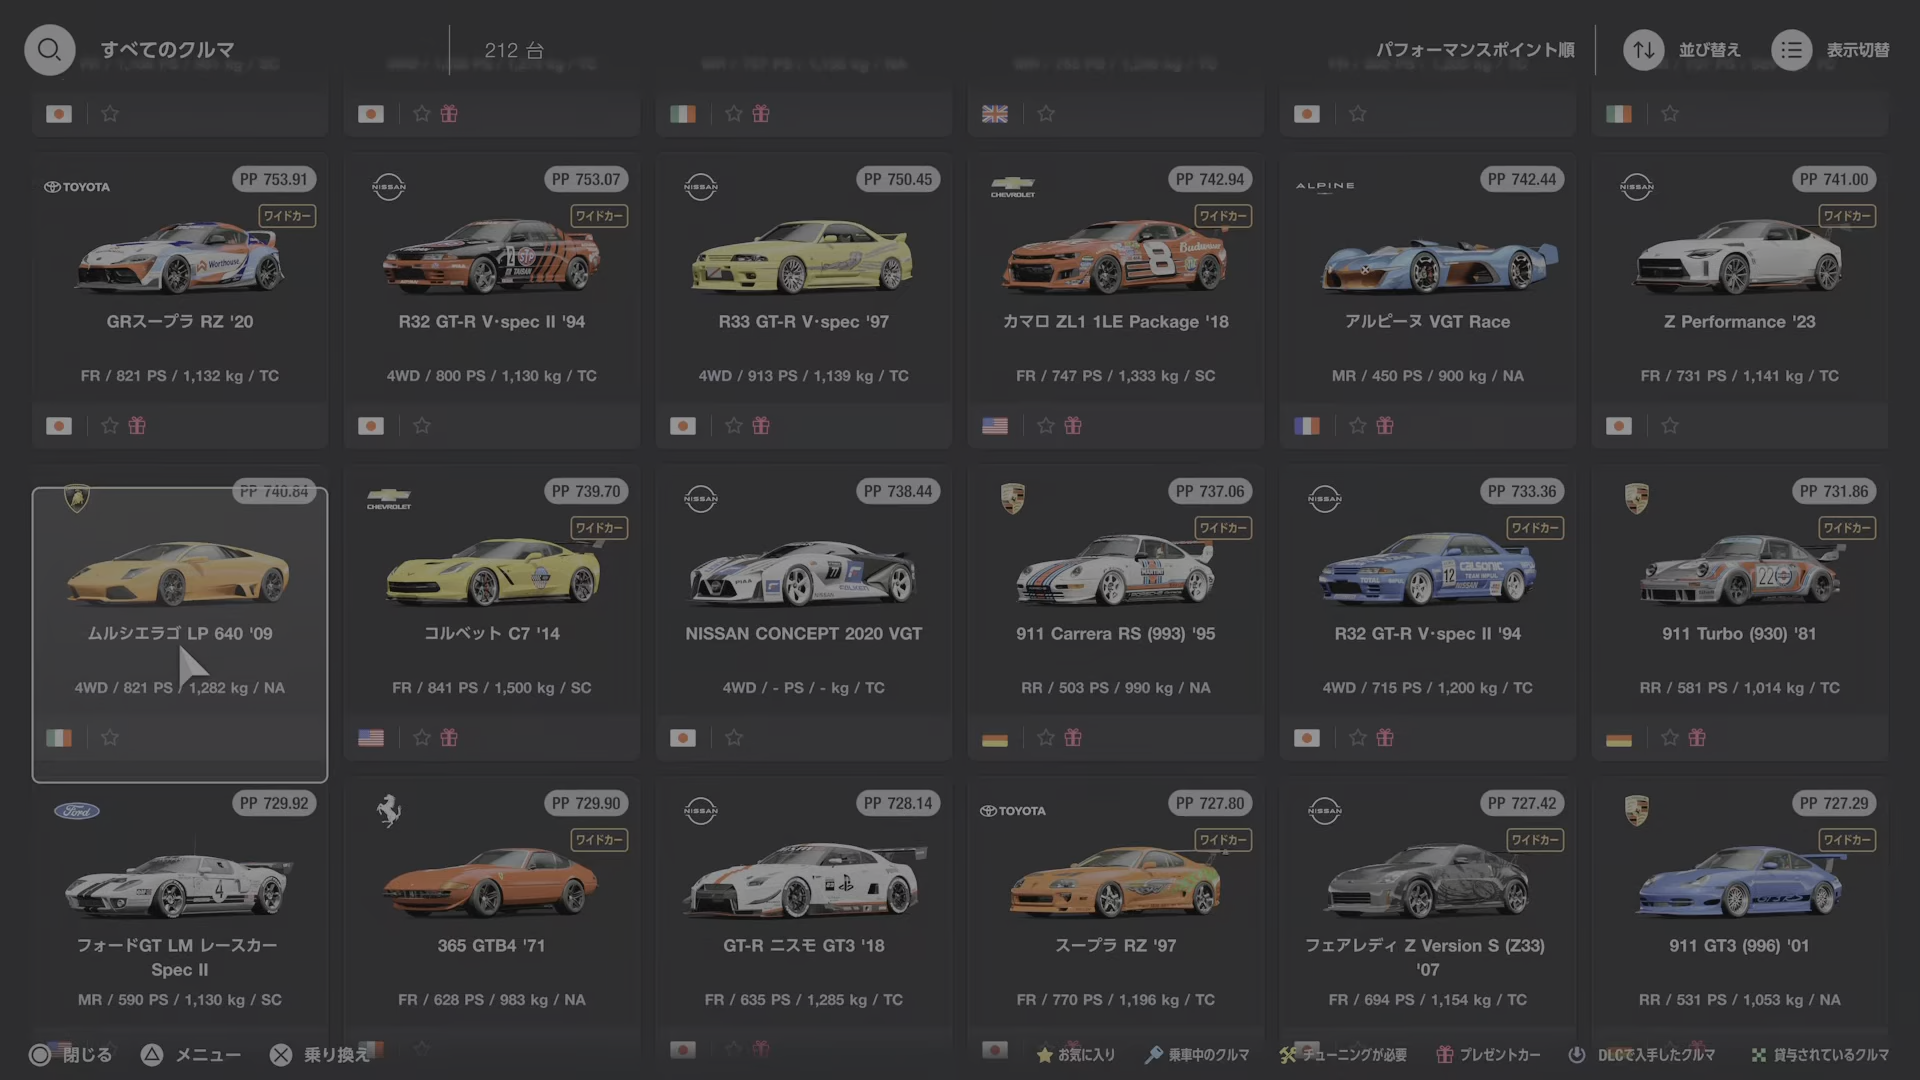 すべてのクルマ
212 台
パフォーマンスポイント順
並び替え
表示切替
TOYOTA
PP 753.91
ワイドカー
GRスープラ RZ '20
FR / 821 PS / 1,132 kg / TC
NISSAN
PP 753.07
ワイドカー
R32 GT-R V・spec II '94
4WD / 800 PS / 1,130 kg / TC
NISSAN
PP 750.45
R33 GT-R V・spec '97
4WD / 913 PS / 1,139 kg / TC
CHEVROLET
PP 742.94
ワイドカー
カマロ ZL1 1LE Package '18
FR / 747 PS / 1,333 kg / SC
ALPINE
PP 742.44
アルピーヌ VGT Race
MR / 450 PS / 900 kg / NA
NISSAN
PP 741.00
ワイドカー
Z Performance '23
FR / 731 PS / 1,141 kg / TC
PP 740.84
ムルシエラゴ LP 640 '09
4WD / 821 PS / 1,282 kg / NA
CHEVROLET
PP 739.70
ワイドカー
コルベット C7 '14
FR / 841 PS / 1,500 kg / SC
NISSAN
PP 738.44
NISSAN CONCEPT 2020 VGT
4WD / - PS / - kg / TC
PP 737.06
ワイドカー
911 Carrera RS (993) '95
RR / 503 PS / 990 kg / NA
NISSAN
PP 733.36
ワイドカー
R32 GT-R V・spec II '94
4WD / 715 PS / 1,200 kg / TC
PP 731.86
ワイドカー
911 Turbo (930) '81
RR / 581 PS / 1,014 kg / TC
Ford
PP 729.92
フォードGT LM レースカー
Spec II
MR / 590 PS / 1,130 kg / SC
PP 729.90
ワイドカー
365 GTB4 '71
FR / 628 PS / 983 kg / NA
NISSAN
PP 728.14
GT-R ニスモ GT3 '18
FR / 635 PS / 1,285 kg / TC
TOYOTA
PP 727.80
ワイドカー
スープラ RZ '97
FR / 770 PS / 1,196 kg / TC
NISSAN
PP 727.42
ワイドカー
フェアレディ Z Version S (Z33)
'07
FR / 694 PS / 1,154 kg / TC
PP 727.29
ワイドカー
911 GT3 (996) '01
RR / 531 PS / 1,053 kg / NA
閉じる
メニュー
乗り換え
お気に入り
乗車中のクルマ
チューニングが必要
プレゼントカー
DLCで入手したクルマ
貸与されているクルマ